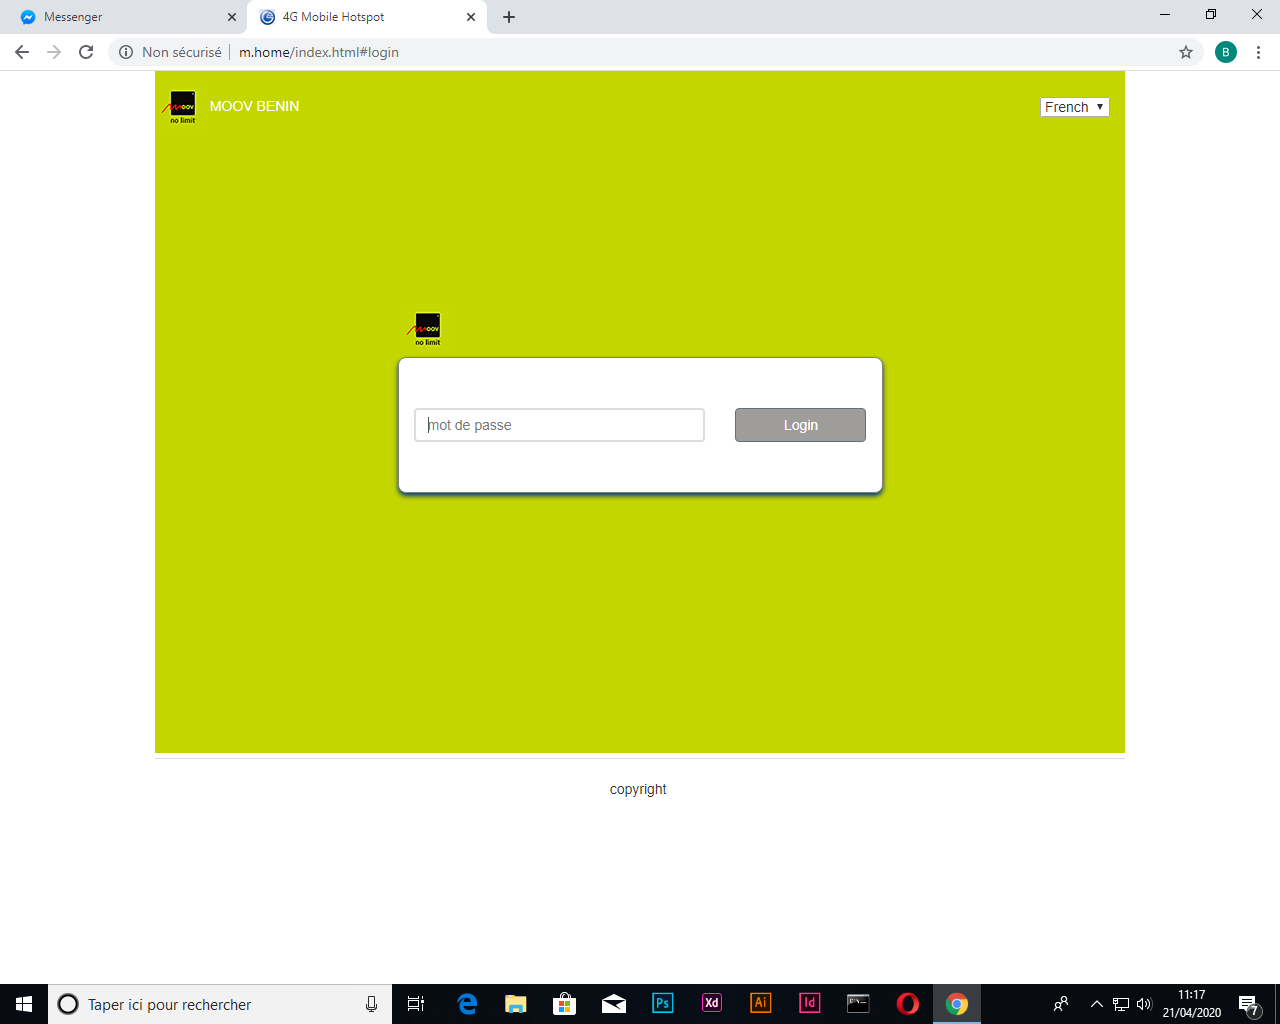 Messenger
4G Mobile Hotspot
Non sécurisé
m.home/index.html#login
B
MOOV
no limit
MOOV BENIN
French
MOOV
no limit
mot de passe
Login
copyright
Taper ici pour rechercher
Ps
Xd
Ai
Id
11:17
21/04/2020
7